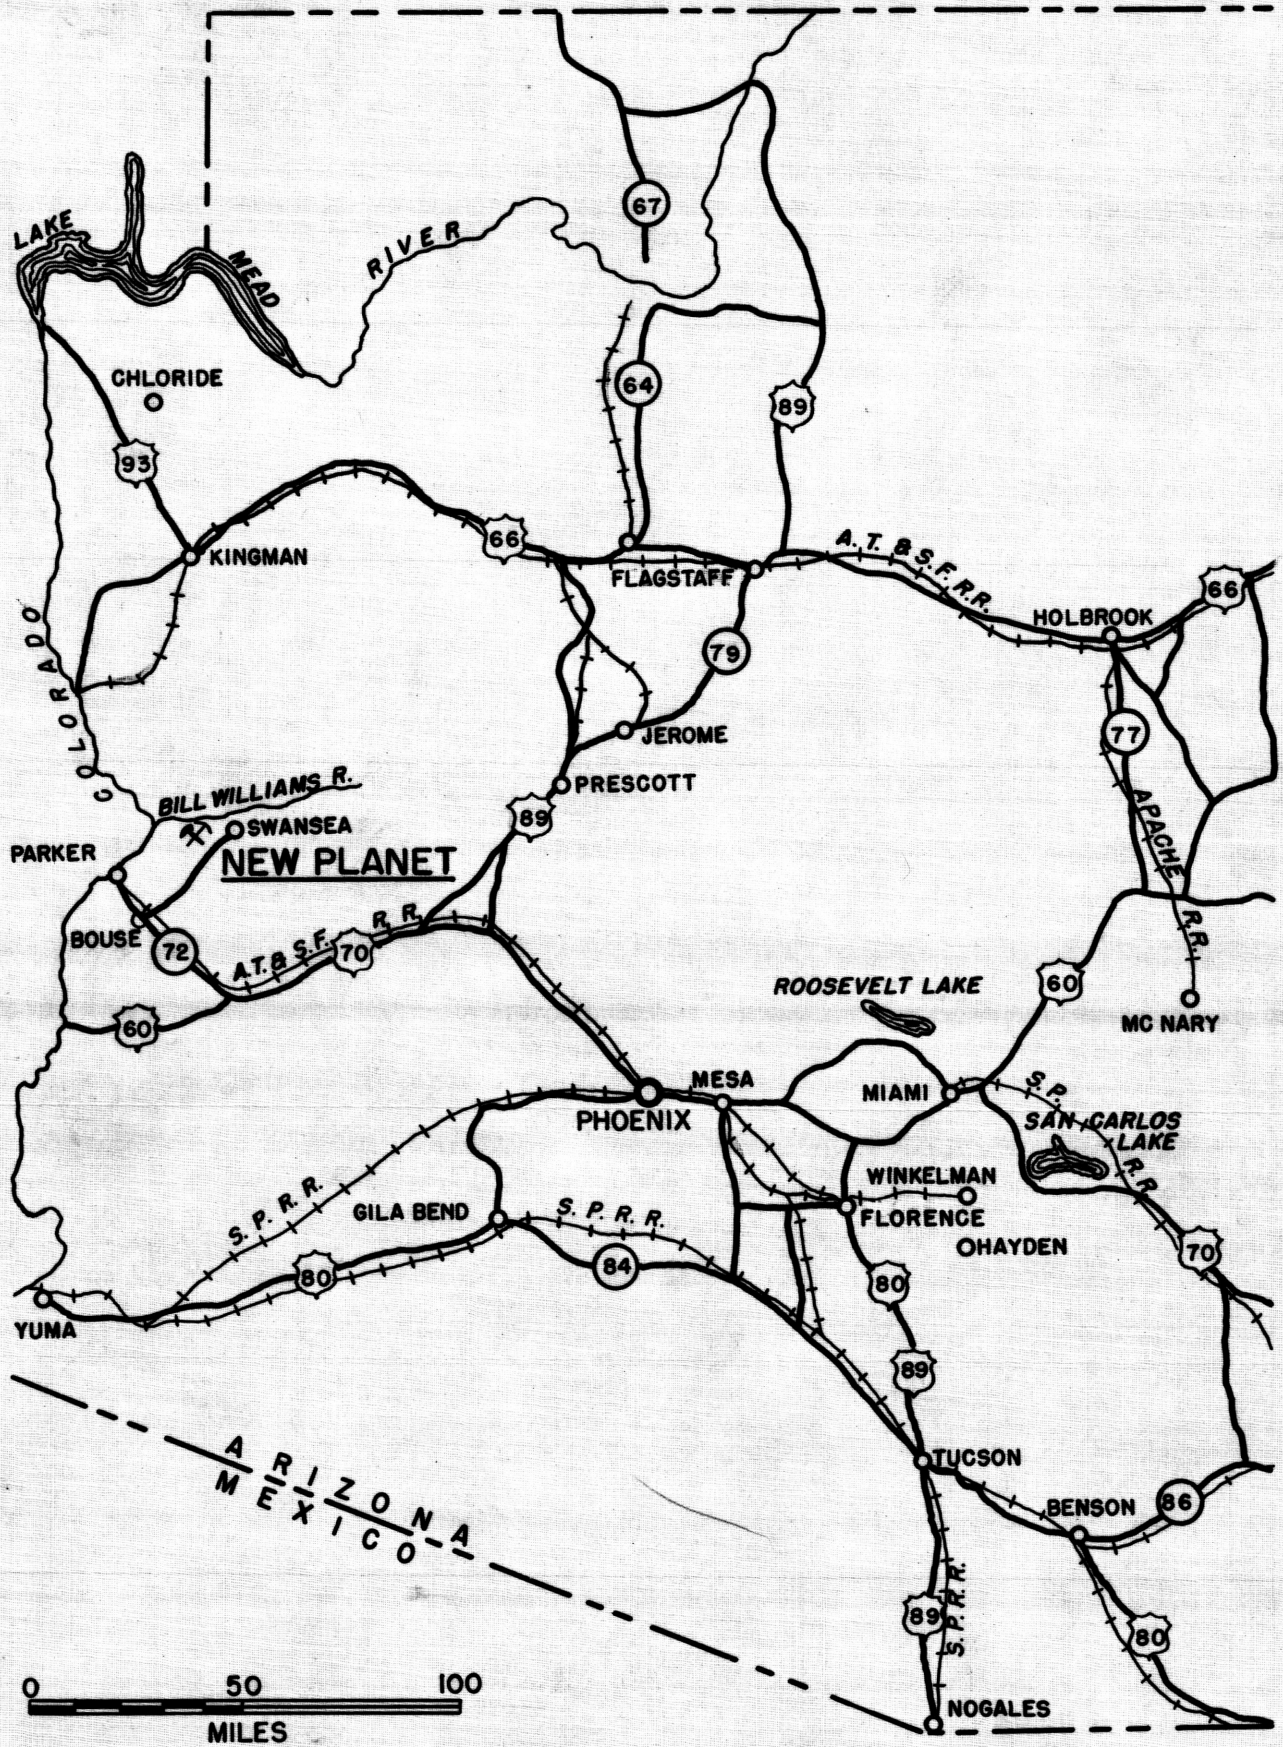 67
LAKE
MEAD
RIVER
CHLORIDE
64
89
93
66
KINGMAN
FLAGSTAFF
A. T. & S. F. R. R.
66
HOLBROOK
COLORADO
79
77
JEROME
PRESCOTT
BILL WILLIAMS R.
APACHE
R. R.
89
SWANSEA
PARKER
NEW PLANET
BOUSE
72
A. T. & S. F. R. R.
70
60
60
ROOSEVELT LAKE
MC NARY
MESA
MIAMI
PHOENIX
S. P.
R. R.
SAN CARLOS
LAKE
WINKELMAN
S. P. R. R.
GILA BEND
S. P. R. R.
FLORENCE
HAYDEN
70
80
84
80
YUMA
89
ARIZONA
MEXICO
TUCSON
BENSON
86
89
S. P. R. R.
80
0 50 100
MILES
NOGALES